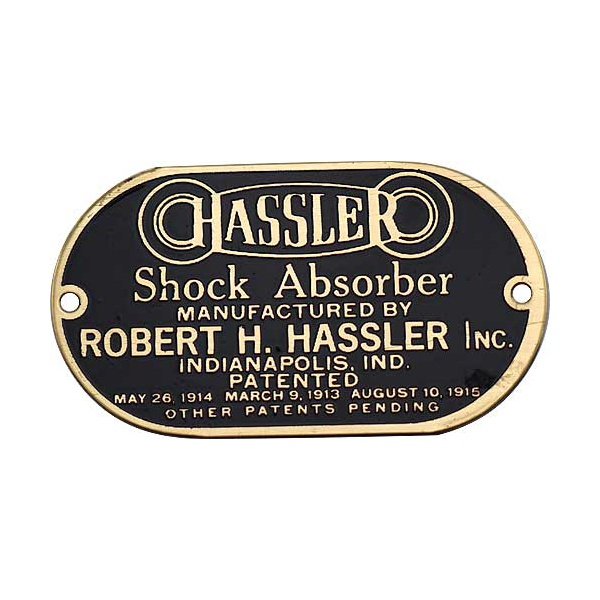 HASSLER
Shock Absorber
MANUFACTURED BY
ROBERT H. HASSLER INC.
INDIANAPOLIS, IND.
PATENTED
MAY 26, 1914 MARCH 9, 1913 AUGUST 10, 1915
OTHER PATENTS PENDING